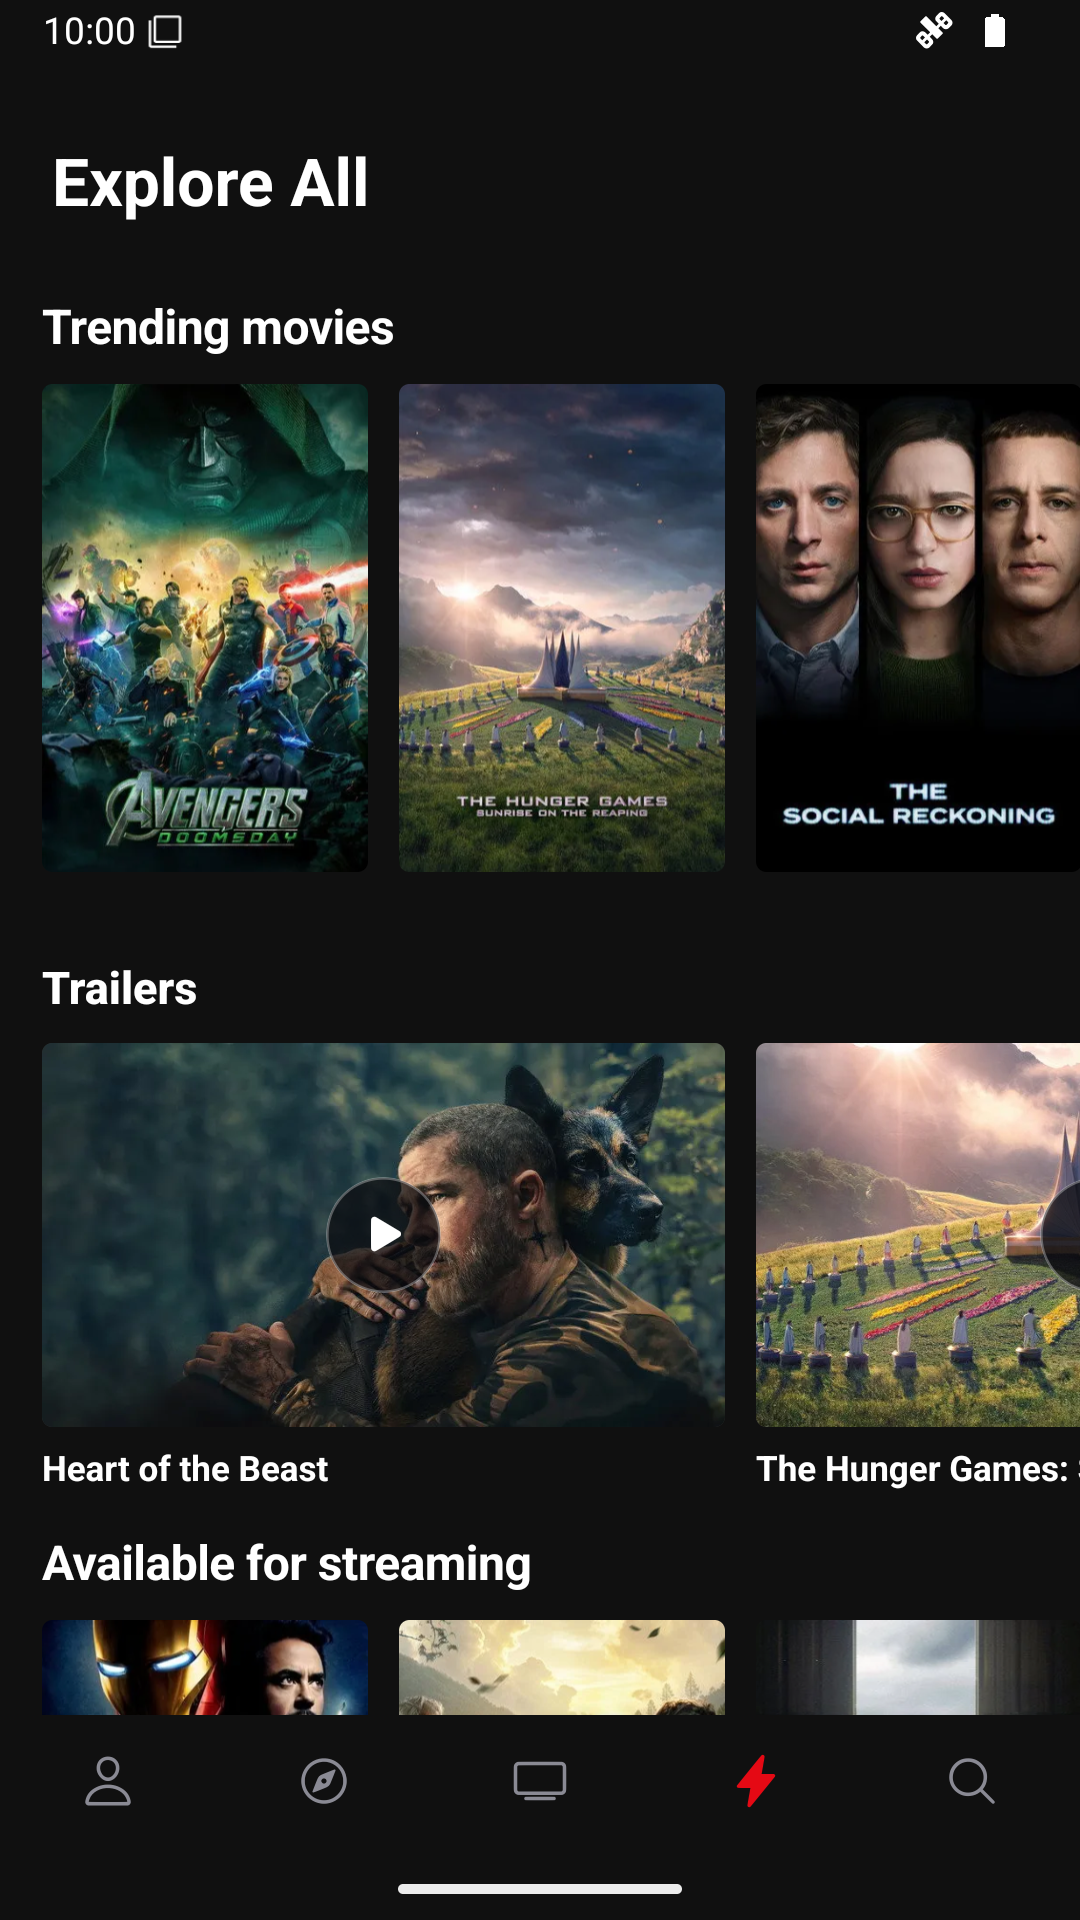 10:00
Explore All
Trending movies
AVENGERS
DOOMSDAY
THE HUNGER GAMES
SUNRISE ON THE REAPING
THE
SOCIAL RECKONING
Trailers
Heart of the Beast
The Hunger Games:
Available for streaming